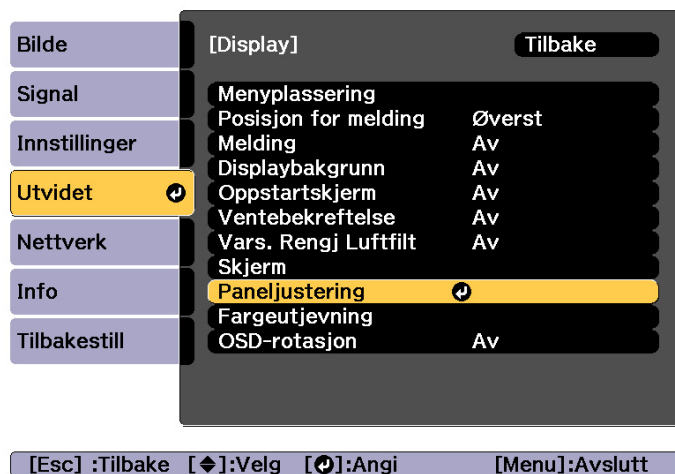 Bilde
Signal
Innstillinger
Utvidet
Nettverk
Info
Tilbakestill
[Display] Tilbake
Menyplassering
Posisjon for melding Øverst
Melding Av
Displaybakgrunn Av
Oppstartskjerm Av
Ventebekreftelse Av
Vars. Rengj Luftfilt Av
Skjerm
Paneljustering
Fargeutjevning
OSD-rotasjon Av
[Esc] :Tilbake [◆]:Velg [↵]:Angi [Menu]:Avslutt